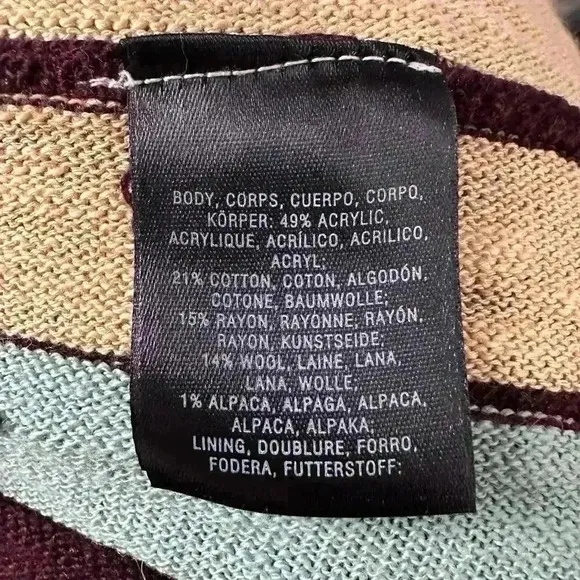 BODY, CORPS, CUERPO, CORPO,
KÖRPER: 49% ACRYLIC,
ACRYLIQUE, ACRÍLICO, ACRILICO,
ACRYL;
21% COTTON, COTON, ALGODÓN,
COTONE, BAUMWOLLE;
15% RAYON, RAYONNE, RAYÓN,
RAYON, KUNSTSEIDE;
14% WOOL, LAINE, LANA,
LANA, WOLLE;
1% ALPACA, ALPAGA, ALPACA,
ALPACA, ALPAKA,
LINING, DOUBLURE, FORRO,
FODERA, FUTTERSTOFF: